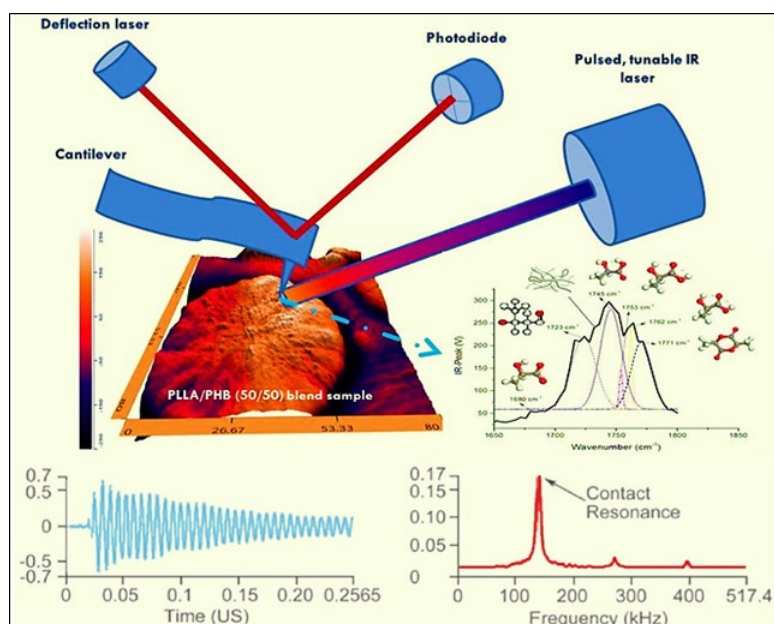 Deflection laser
Photodiode
Pulsed, tunable IR
laser
Cantilever
PLLA/PHB (50/50) blend sample
0
26.67
53.33
80
80
1745 cm⁻¹
1753 cm⁻¹
1723 cm⁻¹
1762 cm⁻¹
1771 cm⁻¹
1680 cm⁻¹
IR-Peak (V)
300
250
200
150
100
50
1650
1700
1750
1800
1850
Wavenumber (cm⁻¹)
0.7
0.5
0
-0.5
-0.7
0
0.05
0.1
0.15
0.20
0.2565
Time (US)
0.17
0.15
0.10
0.05
0
Contact
Resonance
0
100
200
300
400
517.4
Frequency (kHz)